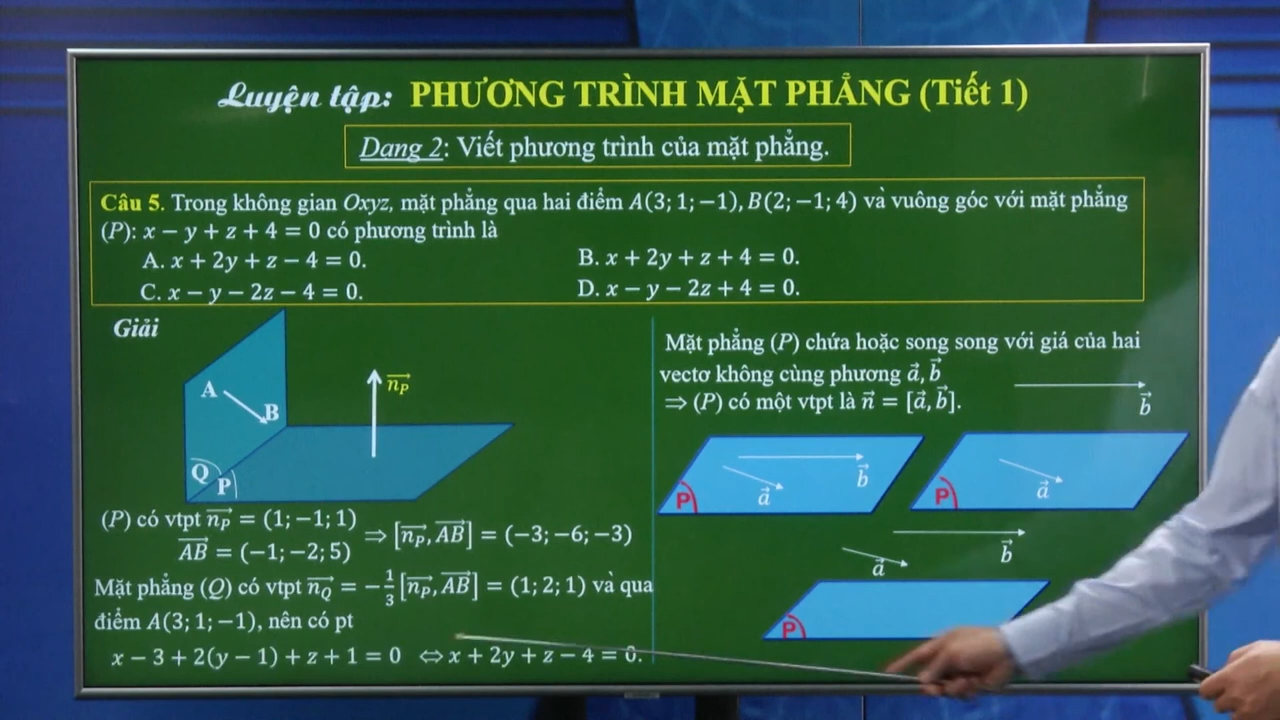 Luyện tập: PHƯƠNG TRÌNH MẶT PHẲNG (Tiết 1)
Dạng 2: Viết phương trình của mặt phẳng.
Câu 5. Trong không gian Oxyz, mặt phẳng qua hai điểm A(3; 1; −1), B(2; −1; 4) và vuông góc với mặt phẳng
(P): x − y + z + 4 = 0 có phương trình là
A. x + 2y + z − 4 = 0. B. x + 2y + z + 4 = 0.
C. x − y − 2z − 4 = 0. D. x − y − 2z + 4 = 0.
Giải
A
B
Q
P
n⃗_P
(P) có vtpt n⃗_P = (1; −1; 1)
AB⃗ = (−1; −2; 5)
⇒ [n⃗_P, AB⃗] = (−3; −6; −3)
Mặt phẳng (Q) có vtpt n⃗_Q = −1/3 [n⃗_P, AB⃗] = (1; 2; 1) và qua
điểm A(3; 1; −1), nên có pt
x − 3 + 2(y − 1) + z + 1 = 0 ⇔ x + 2y + z − 4 = 0.
Mặt phẳng (P) chứa hoặc song song với giá của hai
vectơ không cùng phương a⃗, b⃗
⇒ (P) có một vtpt là n⃗ = [a⃗, b⃗].
b⃗
P a⃗ b⃗
P a⃗
a⃗ b⃗
P